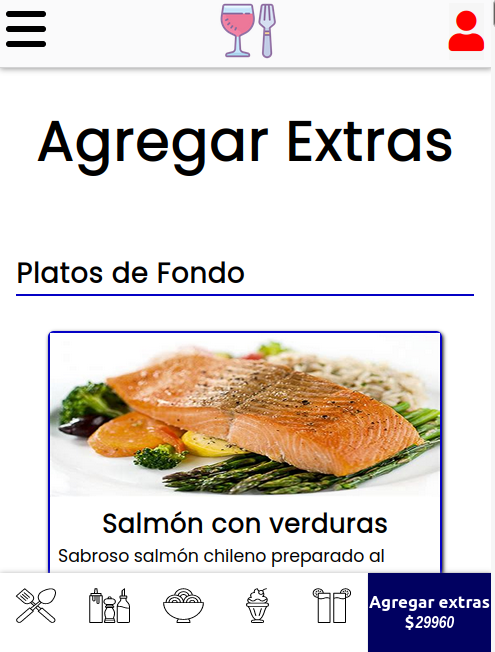 Agregar Extras
Platos de Fondo
Salmón con verduras
Sabroso salmón chileno preparado al
Agregar extras
$29960